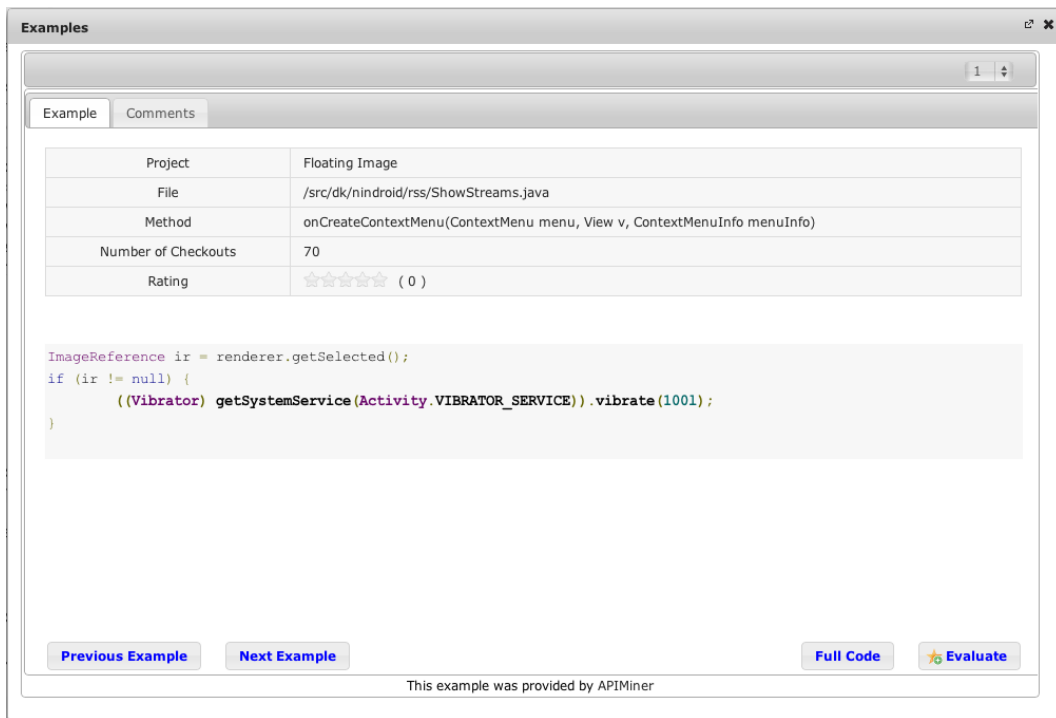 Examples
1
Example Comments
Project Floating Image
File /src/dk/nindroid/rss/ShowStreams.java
Method onCreateContextMenu(ContextMenu menu, View v, ContextMenuInfo menuInfo)
Number of Checkouts 70
Rating ( 0 )
ImageReference ir = renderer.getSelected();
if (ir != null) {
((Vibrator) getSystemService(Activity.VIBRATOR_SERVICE)).vibrate(100l);
}
Previous Example Next Example Full Code Evaluate
This example was provided by APIMiner